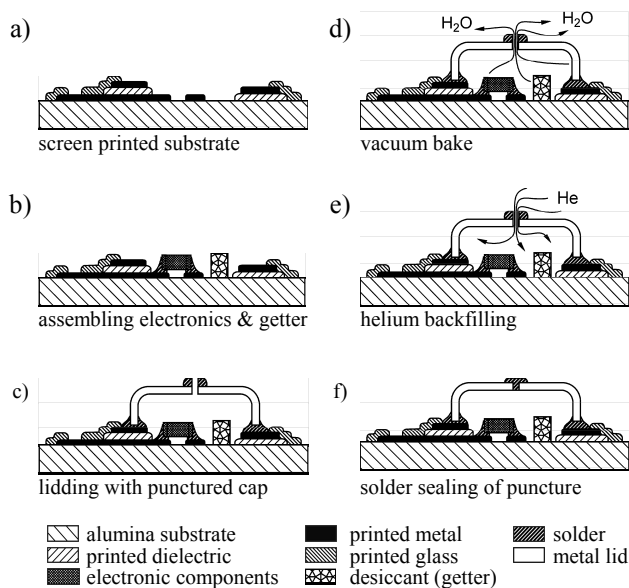 a)
screen printed substrate
b)
assembling electronics & getter
c)
lidding with punctured cap
d)
H2O
H2O
vacuum bake
e)
He
helium backfilling
f)
solder sealing of puncture
alumina substrate
printed metal
solder
printed dielectric
printed glass
metal lid
electronic components
desiccant (getter)